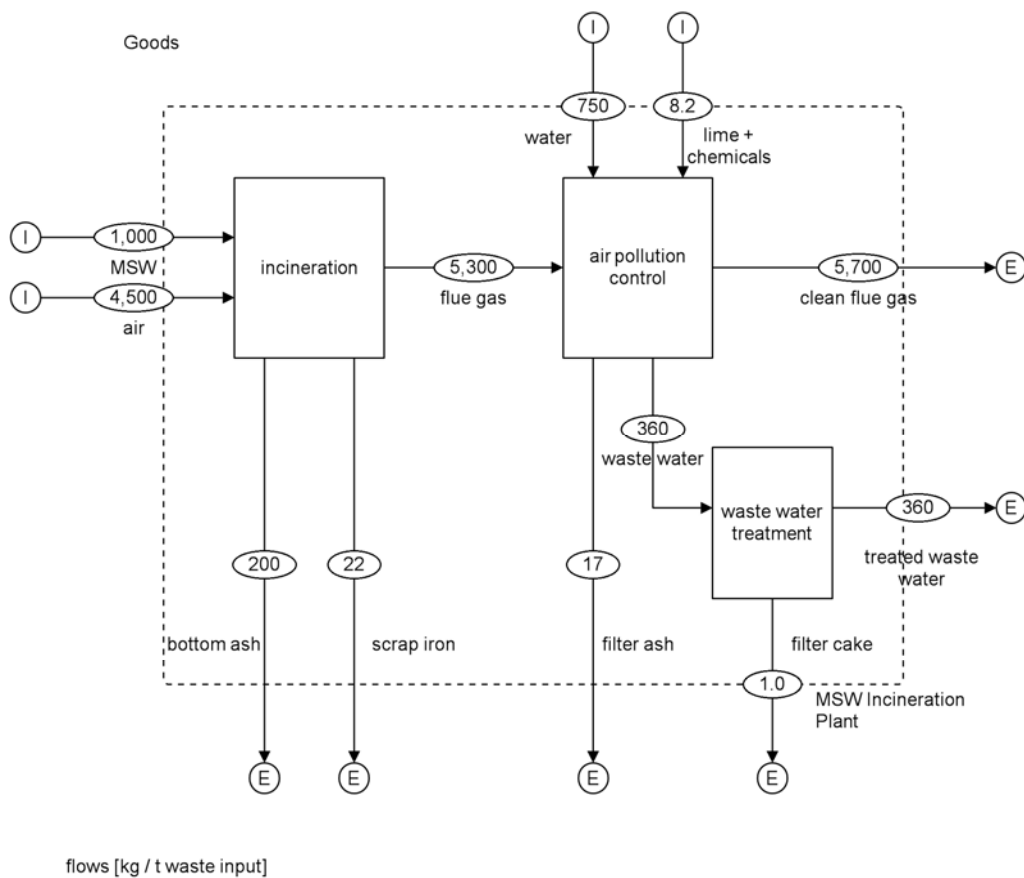 Goods
I
I
750
8.2
water
lime +
chemicals
I
1,000
MSW
I
4,500
air
incineration
5,300
flue gas
air pollution
control
5,700
clean flue gas
E
360
waste water
waste water
treatment
360
E
treated waste
water
200
22
17
bottom ash
scrap iron
filter ash
filter cake
1.0
MSW Incineration
Plant
E
E
E
E
flows [kg / t waste input]